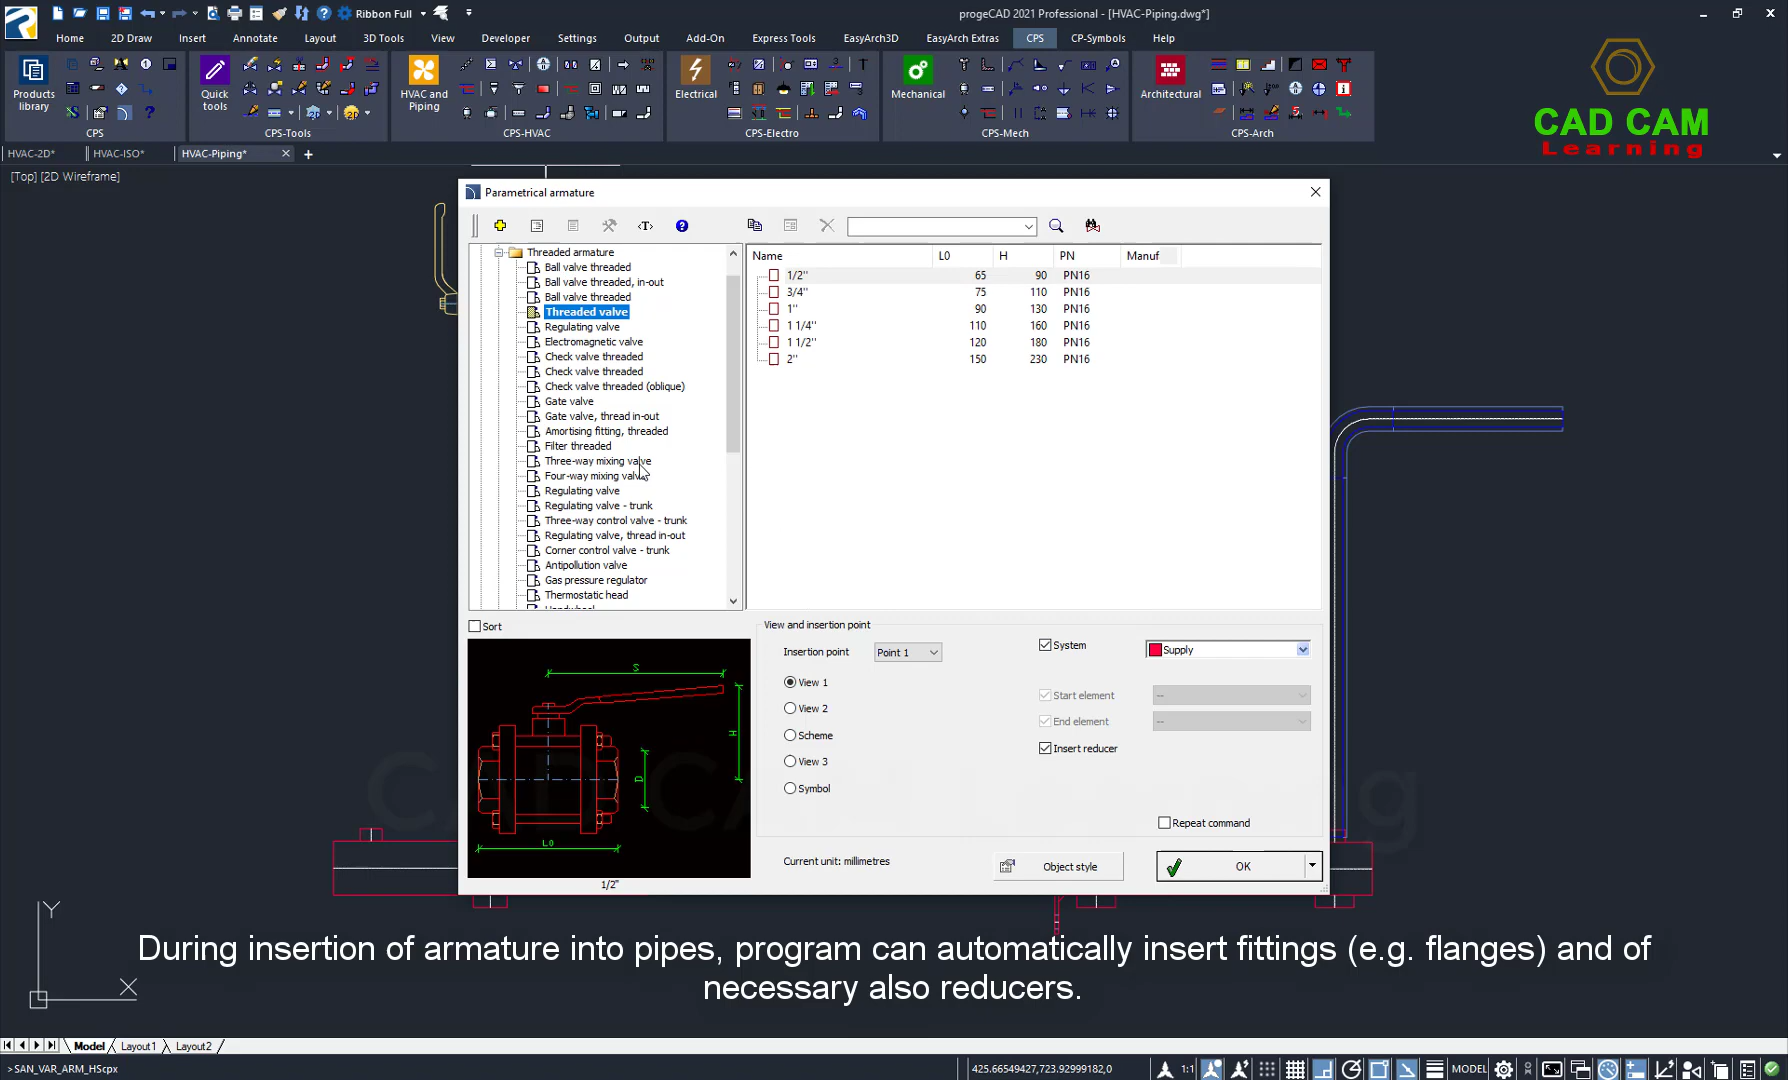 Ribbon Full
progeCAD 2021 Professional - [HVAC-Piping.dwg*]
Home 2D Draw Insert Annotate Layout 3D Tools View Developer Settings Output Add-On Express Tools EasyArch3D EasyArch Extras CPS CP-Symbols Help
Products library
Quick tools
HVAC and Piping
Electrical
Mechanical
Architectural
CPS CPS-Tools CPS-HVAC CPS-Electro CPS-Mech CPS-Arch
CAD CAM
Learning
HVAC-2D* HVAC-ISO* HVAC-Piping*
[Top] [2D Wireframe]
Parametrical armature
Threaded armature
Ball valve threaded
Ball valve threaded, in-out
Ball valve threaded
Threaded valve
Regulating valve
Electromagnetic valve
Check valve threaded
Check valve threaded
Check valve threaded (oblique)
Gate valve
Gate valve, thread in-out
Amortising fitting, threaded
Filter threaded
Three-way mixing valve
Four-way mixing valve
Regulating valve
Regulating valve - trunk
Three-way control valve - trunk
Regulating valve, thread in-out
Corner control valve - trunk
Antipollution valve
Gas pressure regulator
Thermostatic head
Name L0 H PN Manuf
1/2" 65 90 PN16
3/4" 75 110 PN16
1" 90 130 PN16
1 1/4" 110 160 PN16
1 1/2" 120 180 PN16
2" 150 230 PN16
Sort
S
H
D
L0
1/2"
View and insertion point
Insertion point Point 1
View 1
View 2
Scheme
View 3
Symbol
System Supply
Start element --
End element --
Insert reducer
Repeat command
Current unit: millimetres
Object style
OK
During insertion of armature into pipes, program can automatically insert fittings (e.g. flanges) and of
necessary also reducers.
Y
X
Model Layout1 Layout2
>SAN_VAR_ARM_HScpx
425.66549427,723.92999182,0
1:1
MODEL